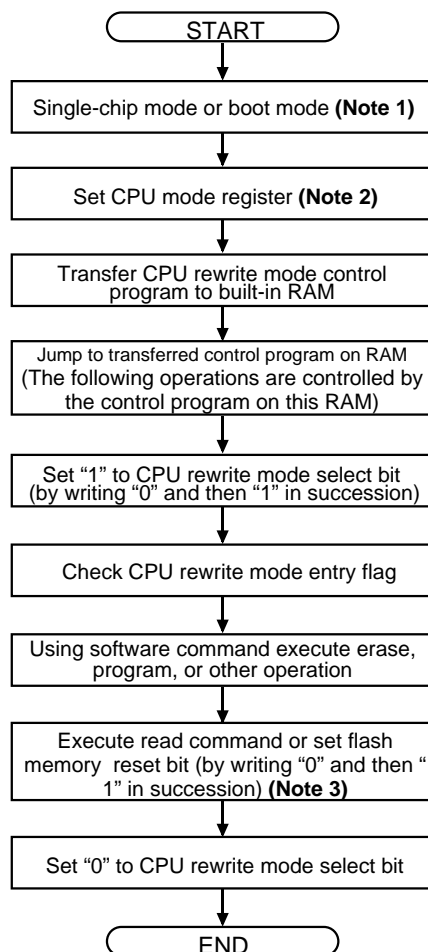 START
Single-chip mode or boot mode (Note 1)
Set CPU mode register (Note 2)
Transfer CPU rewrite mode control
program to built-in RAM
Jump to transferred control program on RAM
(The following operations are controlled by
the control program on this RAM)
Set “1” to CPU rewrite mode select bit
(by writing “0” and then “1” in succession)
Check CPU rewrite mode entry flag
Using software command execute erase,
program, or other operation
Execute read command or set flash
memory reset bit (by writing “0” and then “
1” in succession) (Note 3)
Set “0” to CPU rewrite mode select bit
END